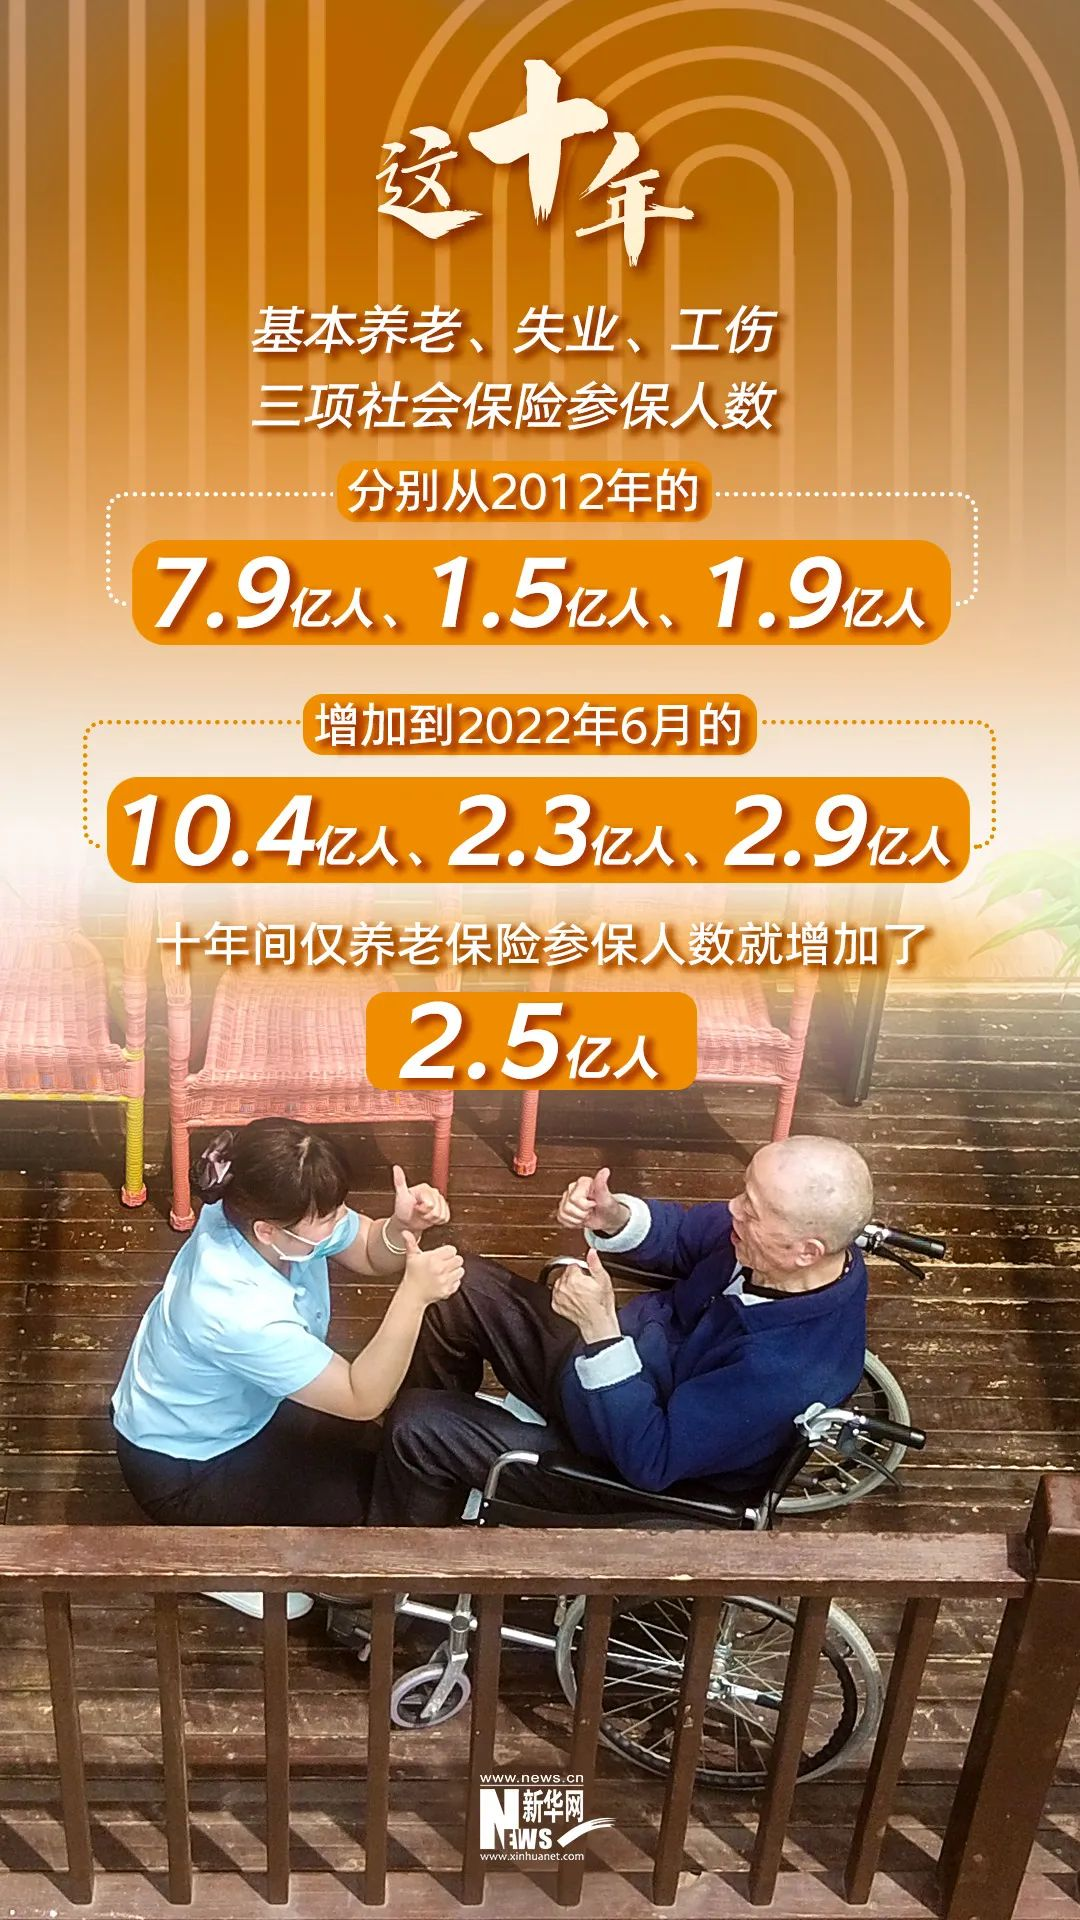 这十年
基本养老、失业、工伤
三项社会保险参保人数
分别从2012年的
7.9亿人、1.5亿人、1.9亿人
增加到2022年6月的
10.4亿人、2.3亿人、2.9亿人
十年间仅养老保险参保人数就增加了
2.5亿人
www.news.cn
新华网
NEWS
www.xinhuanet.com